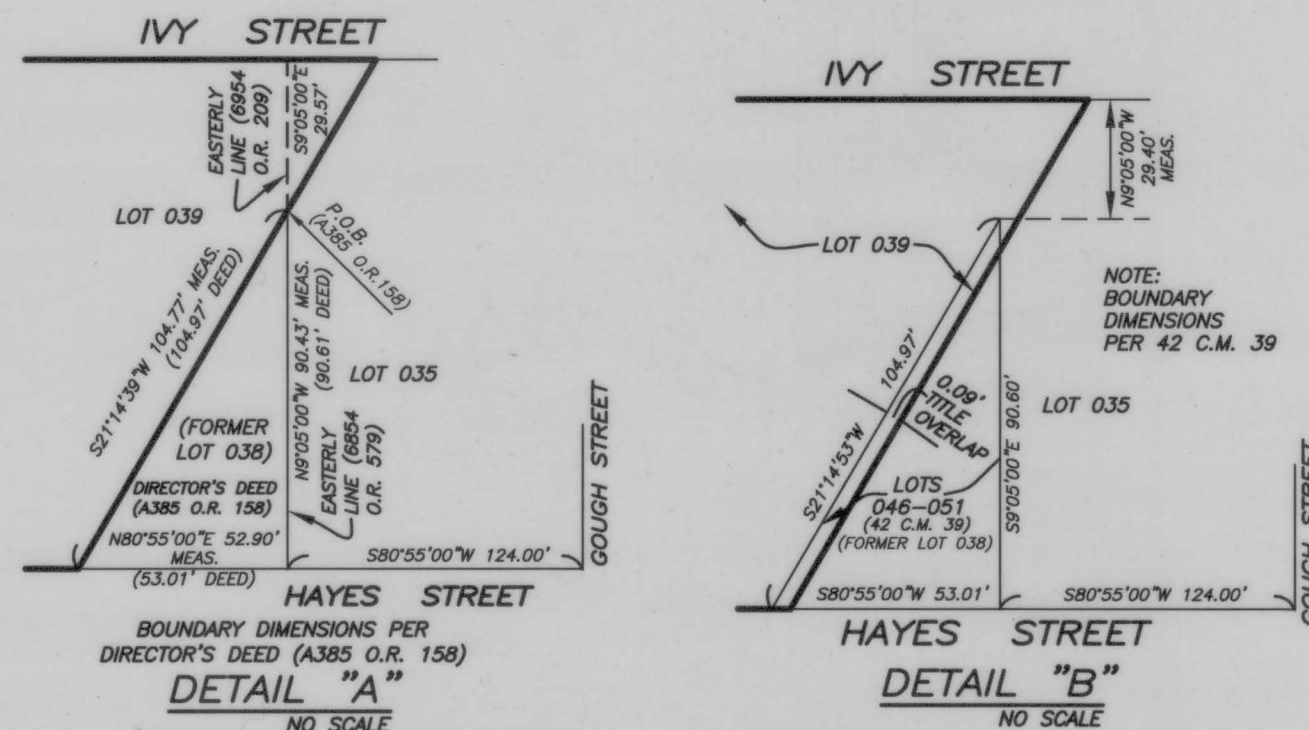 IVY STREET
EASTERLY
LINE (6954
O.R. 209)
S9°05'00"E
29.57'
LOT 039
P.O.B.
(A385 O.R.158)
S21°14'39"W 104.77' MEAS.
(104.97' DEED)
N9°05'00"W 90.43' MEAS.
(90.61' DEED)
LOT 035
(FORMER
LOT 038)
DIRECTOR'S DEED
(A385 O.R. 158)
EASTERLY
LINE (6854
O.R. 579)
GOUGH STREET
N80°55'00"E 52.90'
MEAS.
(53.01' DEED)
S80°55'00"W 124.00'
HAYES STREET
BOUNDARY DIMENSIONS PER
DIRECTOR'S DEED (A385 O.R. 158)
DETAIL "A"
NO SCALE
IVY STREET
N9°05'00"W
29.40'
MEAS.
LOT 039
NOTE:
BOUNDARY
DIMENSIONS
PER 42 C.M. 39
S21°14'53"W 104.97'
0.09'
TITLE
OVERLAP
S9°05'00"E 90.60'
LOT 035
LOTS
046-051
(42 C.M. 39)
(FORMER LOT 038)
GOUGH STREET
S80°55'00"W 53.01'
S80°55'00"W 124.00'
HAYES STREET
DETAIL "B"
NO SCALE